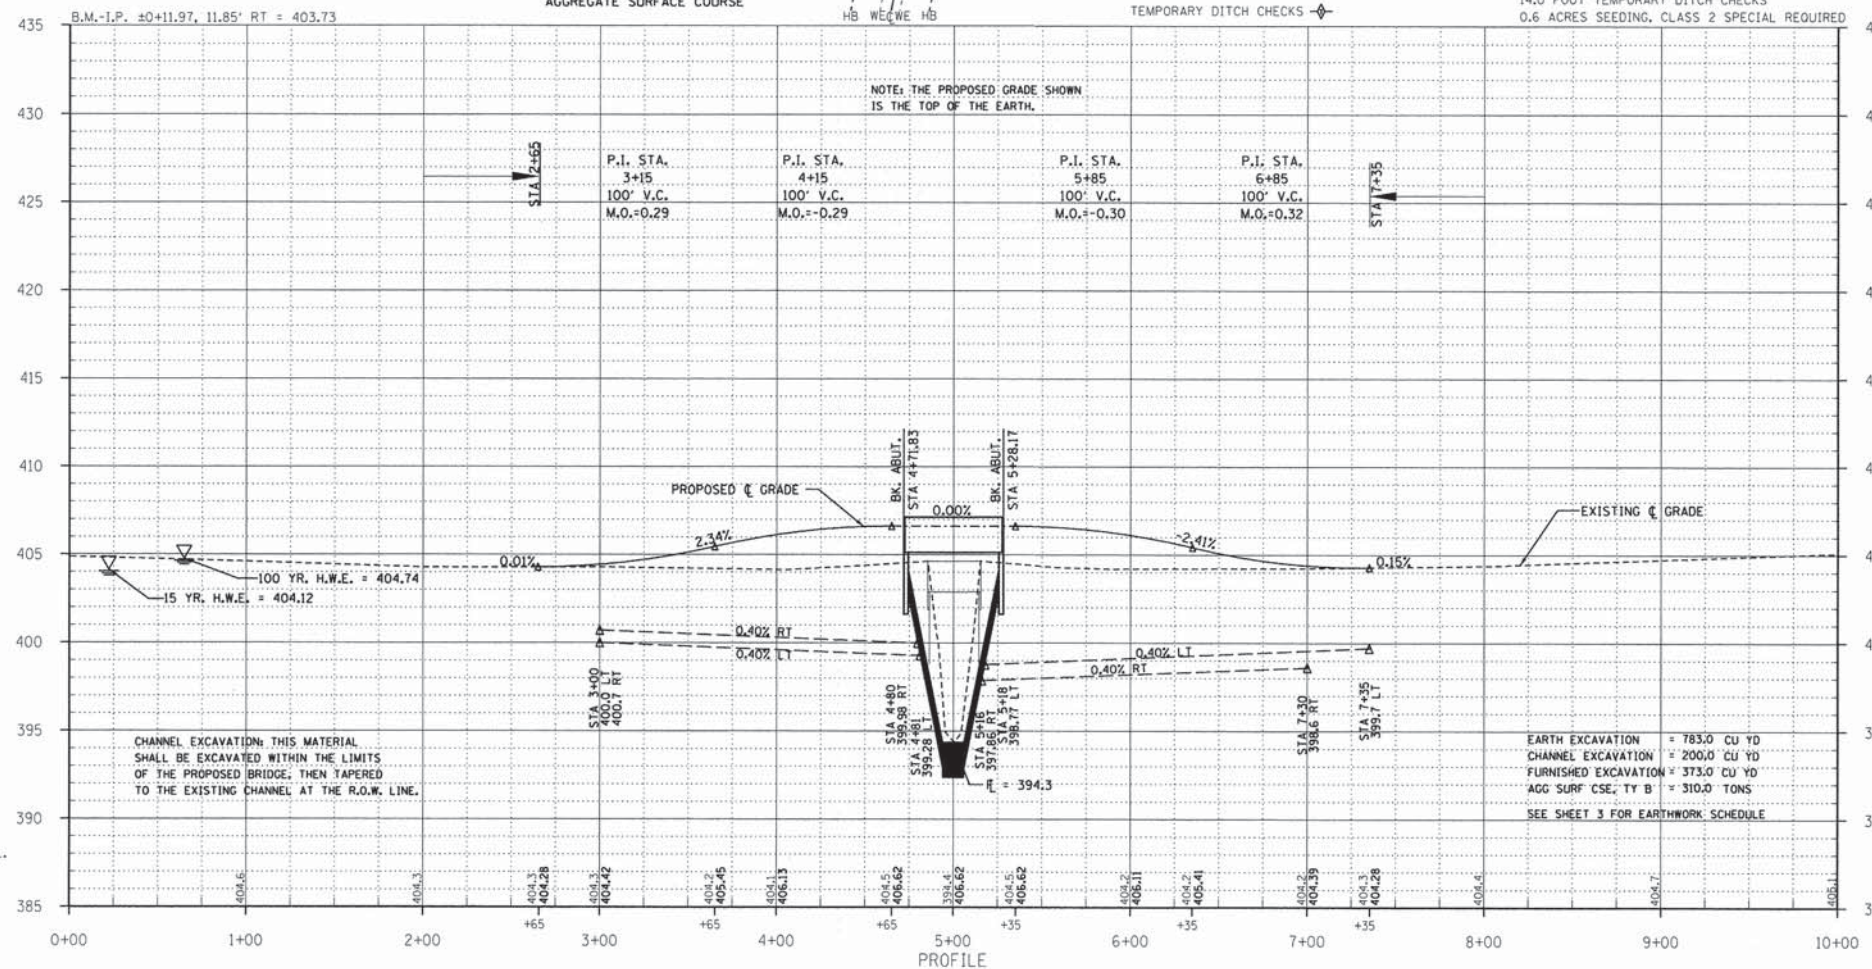 AGGREGATE SURFACE COURSE
HB WE ℄ WE HB
TEMPORARY DITCH CHECKS
14.0 FOOT TEMPORARY DITCH CHECKS
0.6 ACRES SEEDING, CLASS 2 SPECIAL REQUIRED
B.M.-I.P. ±0+11.97, 11.85' RT = 403.73
435
430
425
420
415
410
405
400
395
390
385
NOTE: THE PROPOSED GRADE SHOWN
IS THE TOP OF THE EARTH.
STA 2+65
P.I. STA.
3+15
100' V.C.
M.O.=0.29
P.I. STA.
4+15
100' V.C.
M.O.=-0.29
P.I. STA.
5+85
100' V.C.
M.O.=-0.30
P.I. STA.
6+85
100' V.C.
M.O.=0.32
STA 7+35
BK. ABUT.
STA 4+71.83
BK. ABUT.
STA 5+28.17
PROPOSED ℄ GRADE
0.00%
EXISTING ℄ GRADE
0.01%
2.34%
-2.41%
0.15%
100 YR. H.W.E. = 404.74
15 YR. H.W.E. = 404.12
0.40% RT
0.40% LT
0.40% LT
0.40% RT
STA 3+00
400.0 LT
400.7 RT
STA 4+80
399.98 RT
STA 4+81
399.28 LT
STA 5+16
397.86 RT
STA 5+18
398.77 LT
STA 7+30
398.6 RT
STA 7+35
399.7 LT
FL = 394.3
CHANNEL EXCAVATION: THIS MATERIAL
SHALL BE EXCAVATED WITHIN THE LIMITS
OF THE PROPOSED BRIDGE, THEN TAPERED
TO THE EXISTING CHANNEL AT THE R.O.W. LINE.
EARTH EXCAVATION = 783.0 CU YD
CHANNEL EXCAVATION = 200.0 CU YD
FURNISHED EXCAVATION = 373.0 CU YD
AGG SURF CSE, TY B = 310.0 TONS
SEE SHEET 3 FOR EARTHWORK SCHEDULE
404.6
404.3
404.3
404.28
404.3
404.42
404.2
405.45
404.1
406.13
404.5
406.62
394.4
406.62
404.5
406.62
404.2
406.11
404.2
405.41
404.2
404.39
404.3
404.28
404.4
404.7
405.1
0+00 1+00 2+00 +65 3+00 +65 4+00 +65 5+00 +35 6+00 +35 7+00 +35 8+00 9+00 10+00
PROFILE